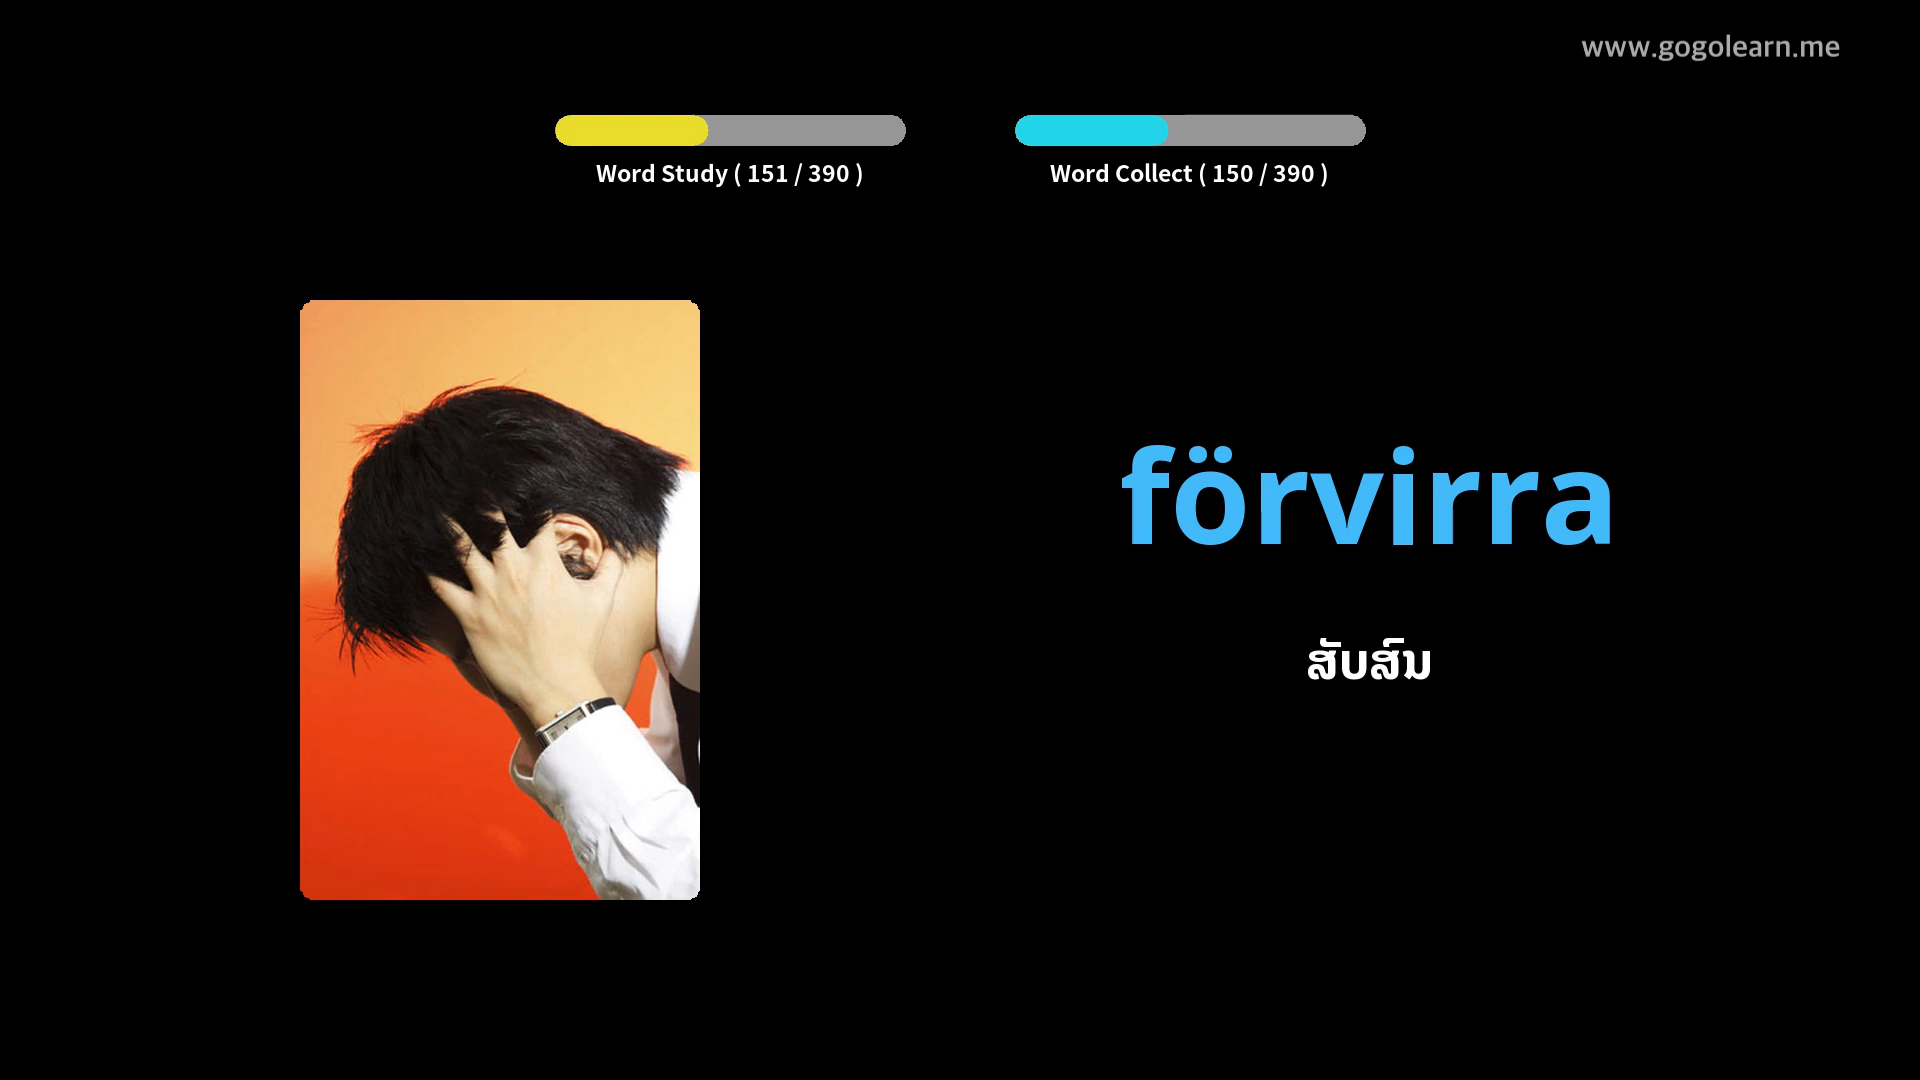 www.gogolearn.me
Word Study ( 151 / 390 )
Word Collect ( 150 / 390 )
förvirra
ສັບສົນ